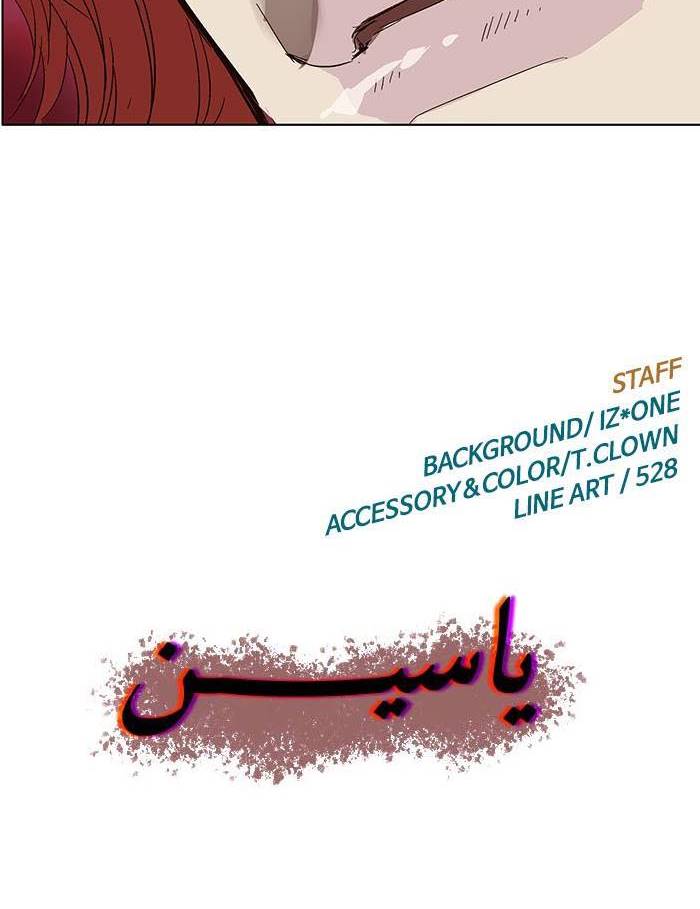 STAFF
BACKGROUND/ IZ*ONE
ACCESSORY&COLOR/T.CLOWN
LINE ART / 528
ياسين